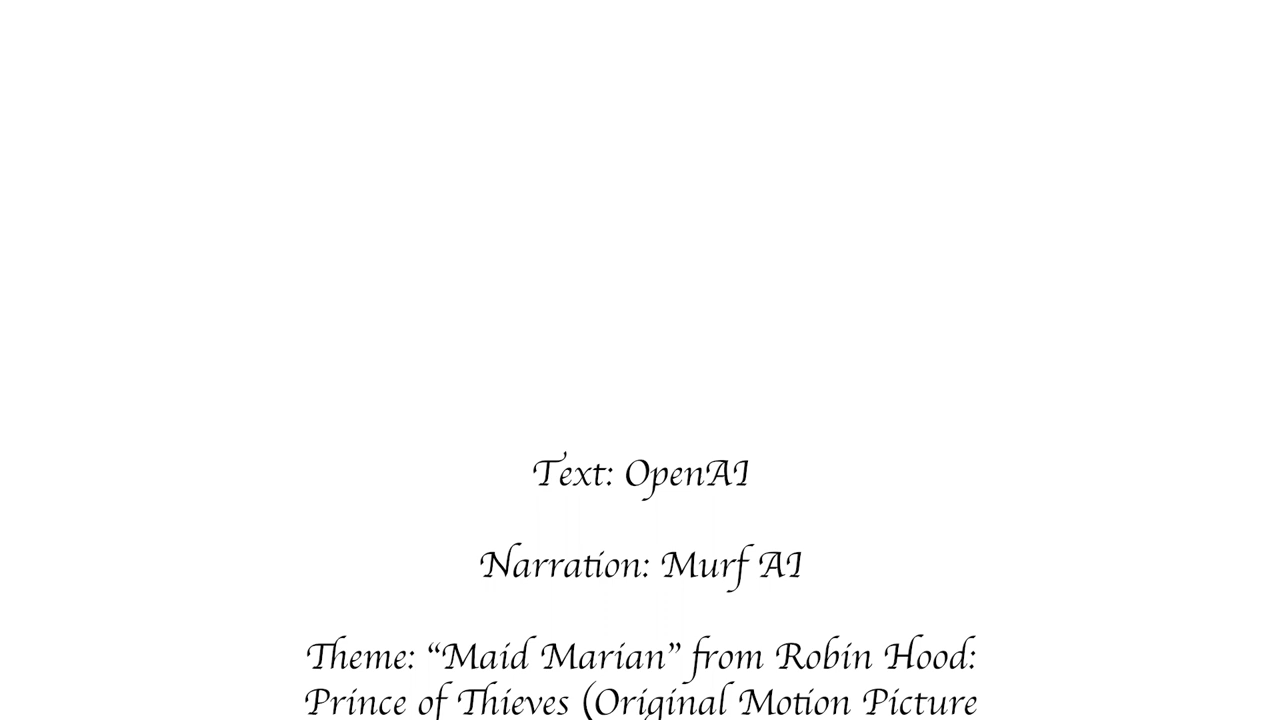 Text: OpenAI
Narration: Murf AI
Theme: “Maid Marian” from Robin Hood:
Prince of Thieves (Original Motion Picture